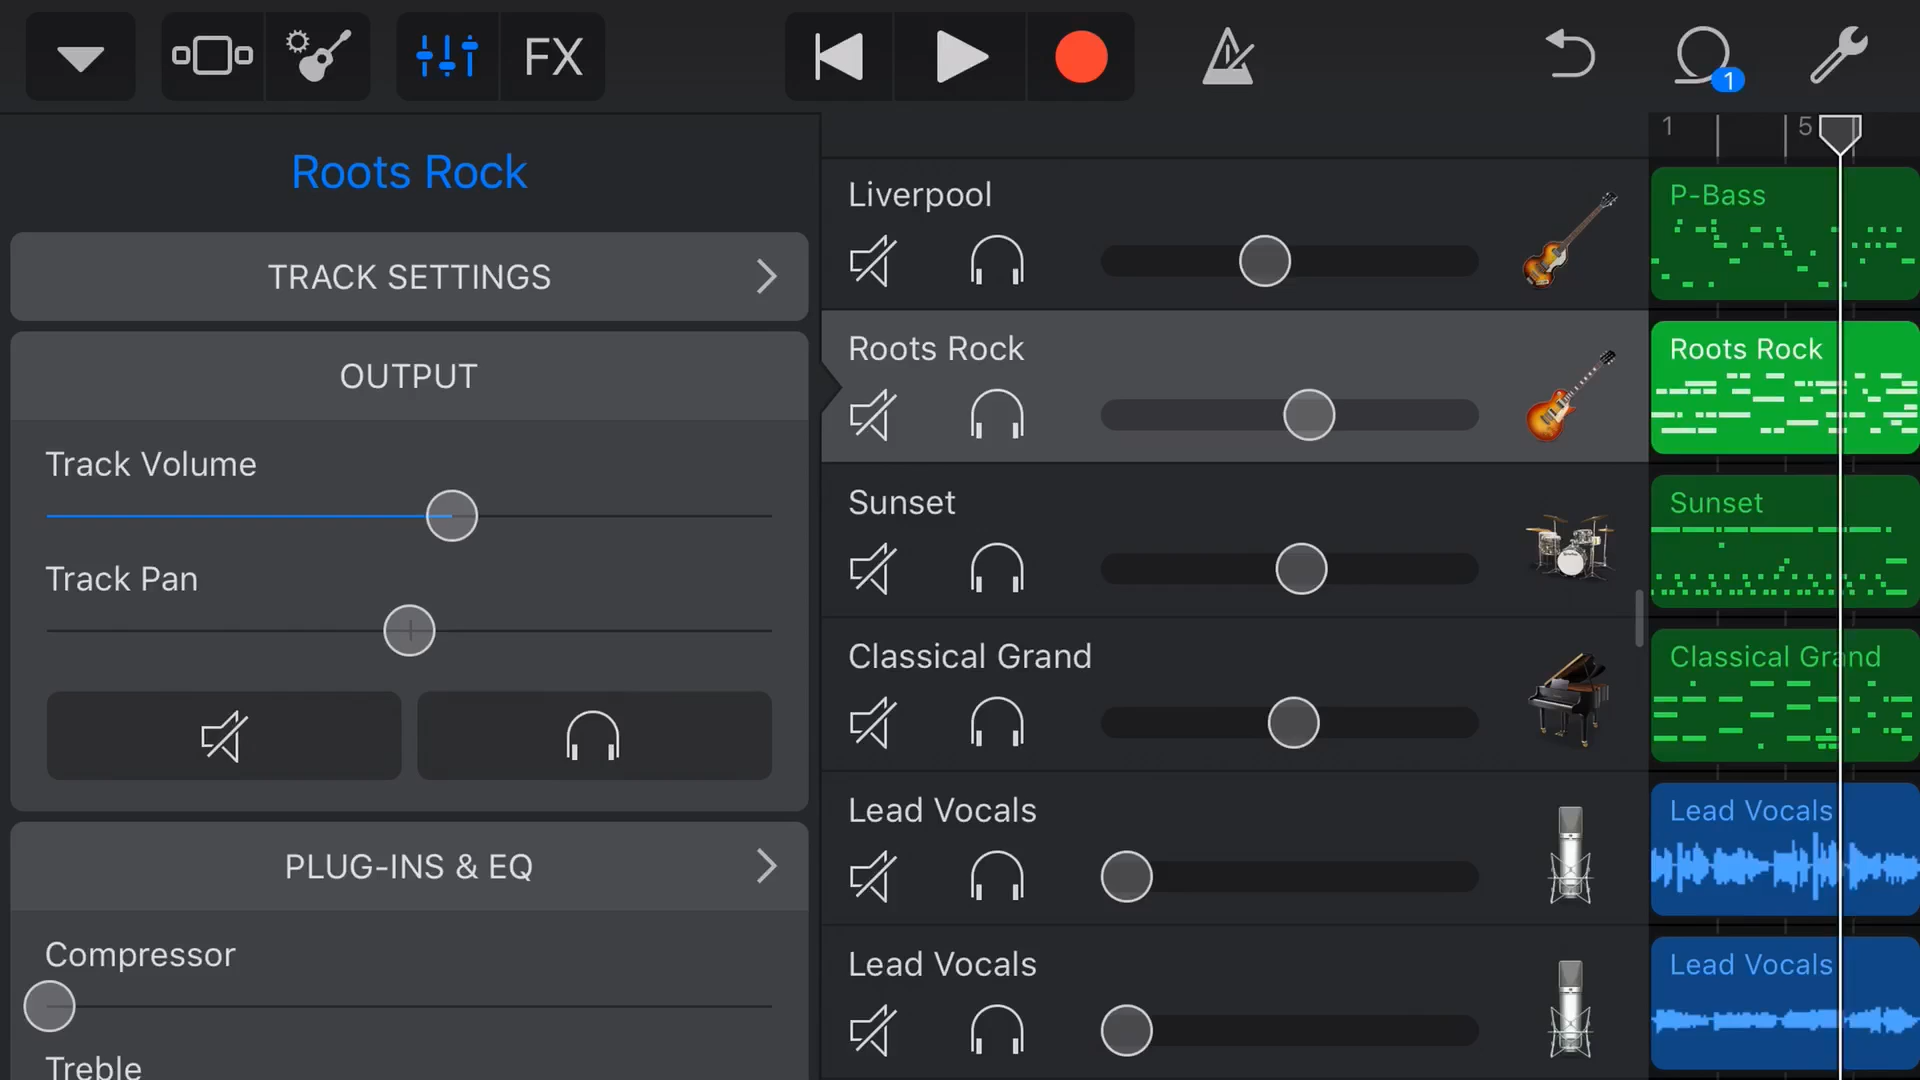 FX
1
Roots Rock
TRACK SETTINGS
OUTPUT
Track Volume
Track Pan
PLUG-INS & EQ
Compressor
Treble
Liverpool
Roots Rock
Sunset
Classical Grand
Lead Vocals
Lead Vocals
1
5
P-Bass
Roots Rock
Sunset
Classical Grand
Lead Vocals
Lead Vocals